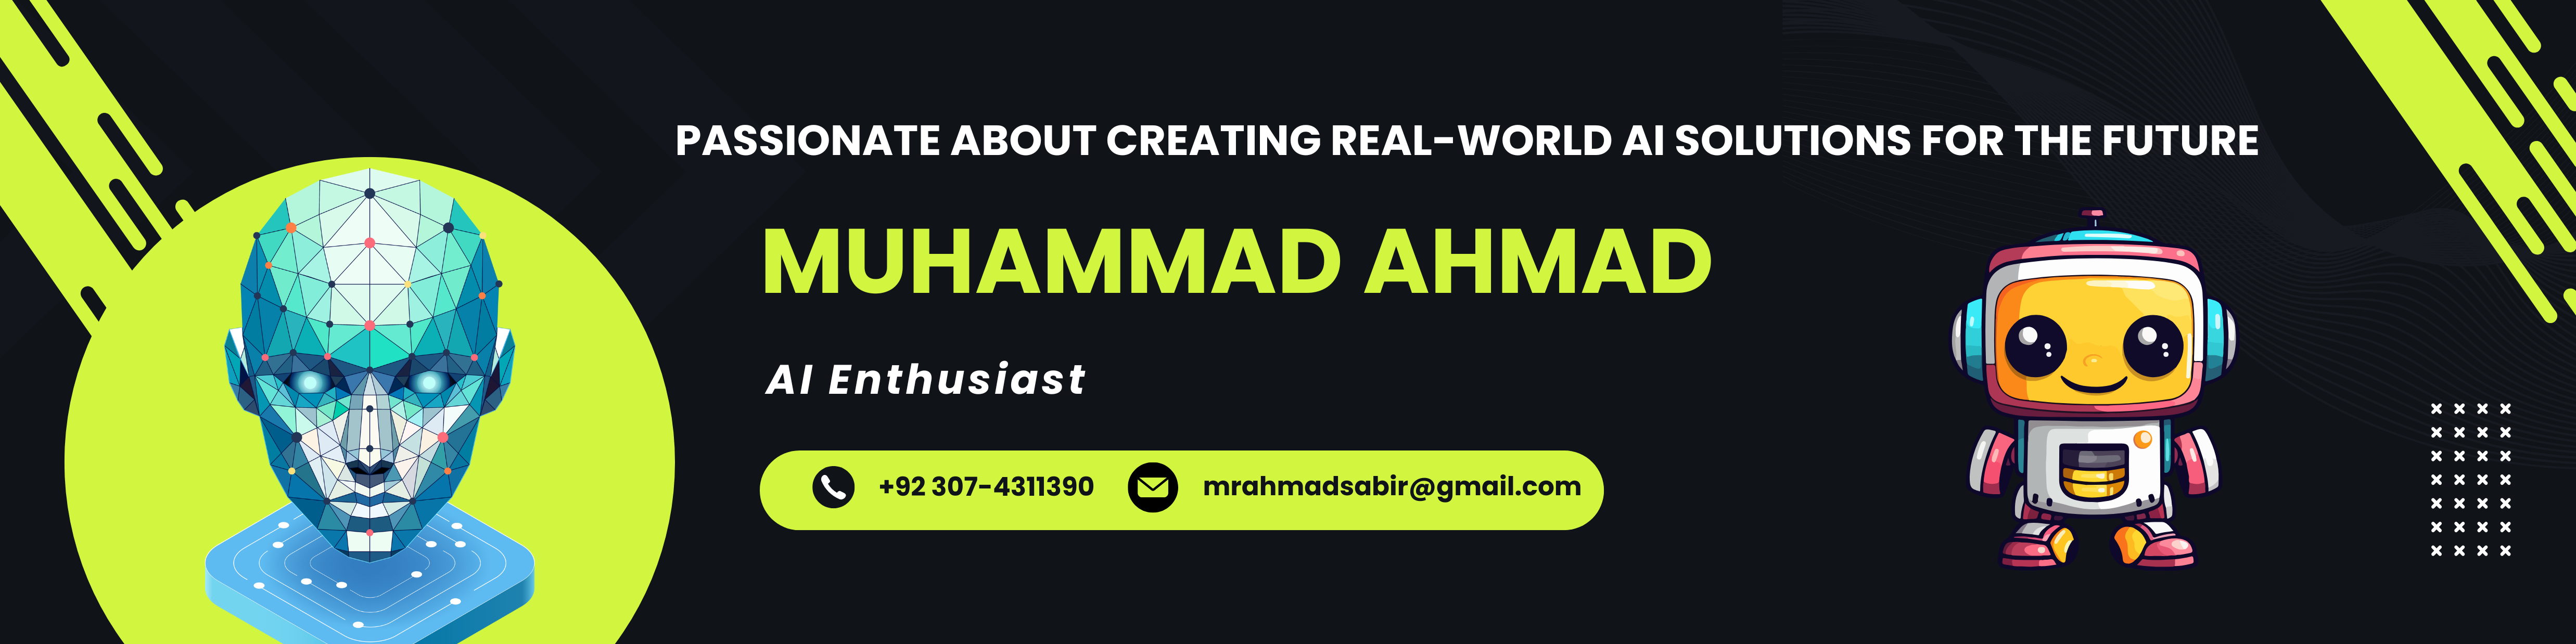 PASSIONATE ABOUT CREATING REAL-WORLD AI SOLUTIONS FOR THE FUTURE
MUHAMMAD AHMAD
AI Enthusiast
+92 307-4311390 mrahmadsabir@gmail.com